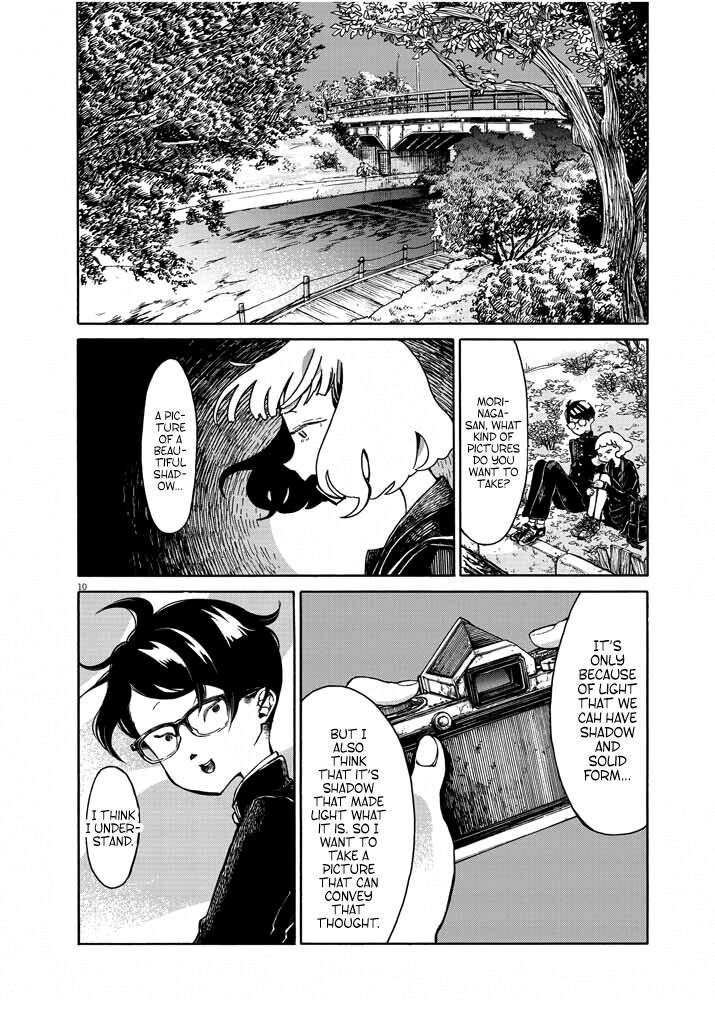 MORI-
NAGA-
SAN, WHAT
KIND OF
PICTURES
DO YOU
WANT TO
TAKE?
A PIC-
TURE
OF A
BEAU-
TIFUL
SHAD-
OW...
10
IT'S
ONLY
BECAUSE
OF LIGHT
THAT WE
CAH HAVE
SHADOW
AND
SOLID
FORM...
BUT I
ALSO
THINK
THAT IT'S
SHADOW
THAT MADE
LIGHT WHAT
IT IS. SO I
WANT TO
TAKE A
PICTURE
THAT CAN
CONVEY
THAT
THOUGHT.
I THINK
I UNDER-
STAND.